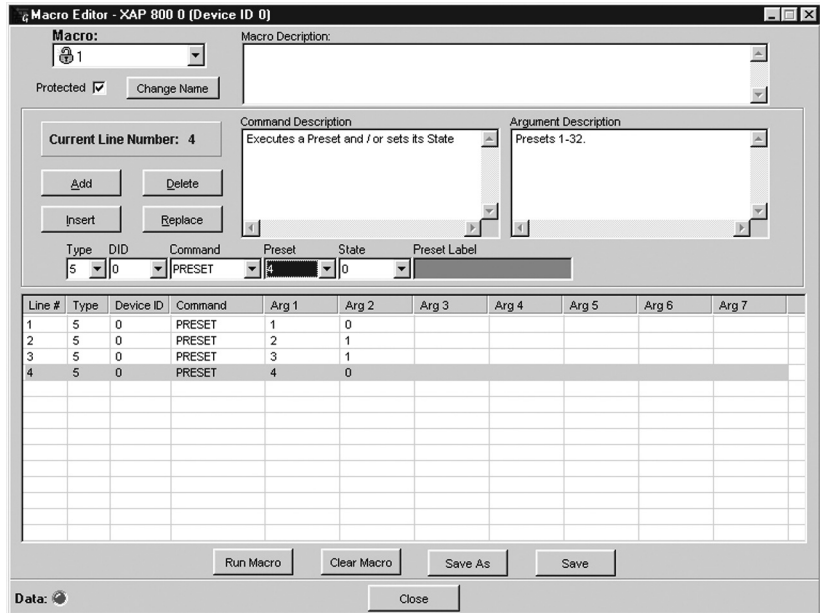 Macro Editor - XAP 800 0 (Device ID 0)
Macro:
Macro Decription:
1
Protected
Change Name
Current Line Number: 4
Command Description
Argument Description
Executes a Preset and / or sets its State
Presets 1-32.
Add
Delete
Insert
Replace
Type DID Command Preset State Preset Label
5 0 PRESET 4 0
Line # Type Device ID Command Arg 1 Arg 2 Arg 3 Arg 4 Arg 5 Arg 6 Arg 7
1 5 0 PRESET 1 0
2 5 0 PRESET 2 1
3 5 0 PRESET 3 1
4 5 0 PRESET 4 0
Run Macro Clear Macro Save As Save
Data: Close